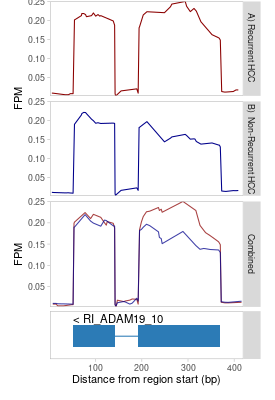 0.25
0.20
0.15
0.10
0.05
FPM
A) Recurrent HCC
0.25
0.20
0.15
0.10
0.05
FPM
B) Non-Recurrent HCC
0.25
0.20
0.15
0.10
0.05
FPM
Combined
< RI_ADAM19_10
100 200 300 400
Distance from region start (bp)